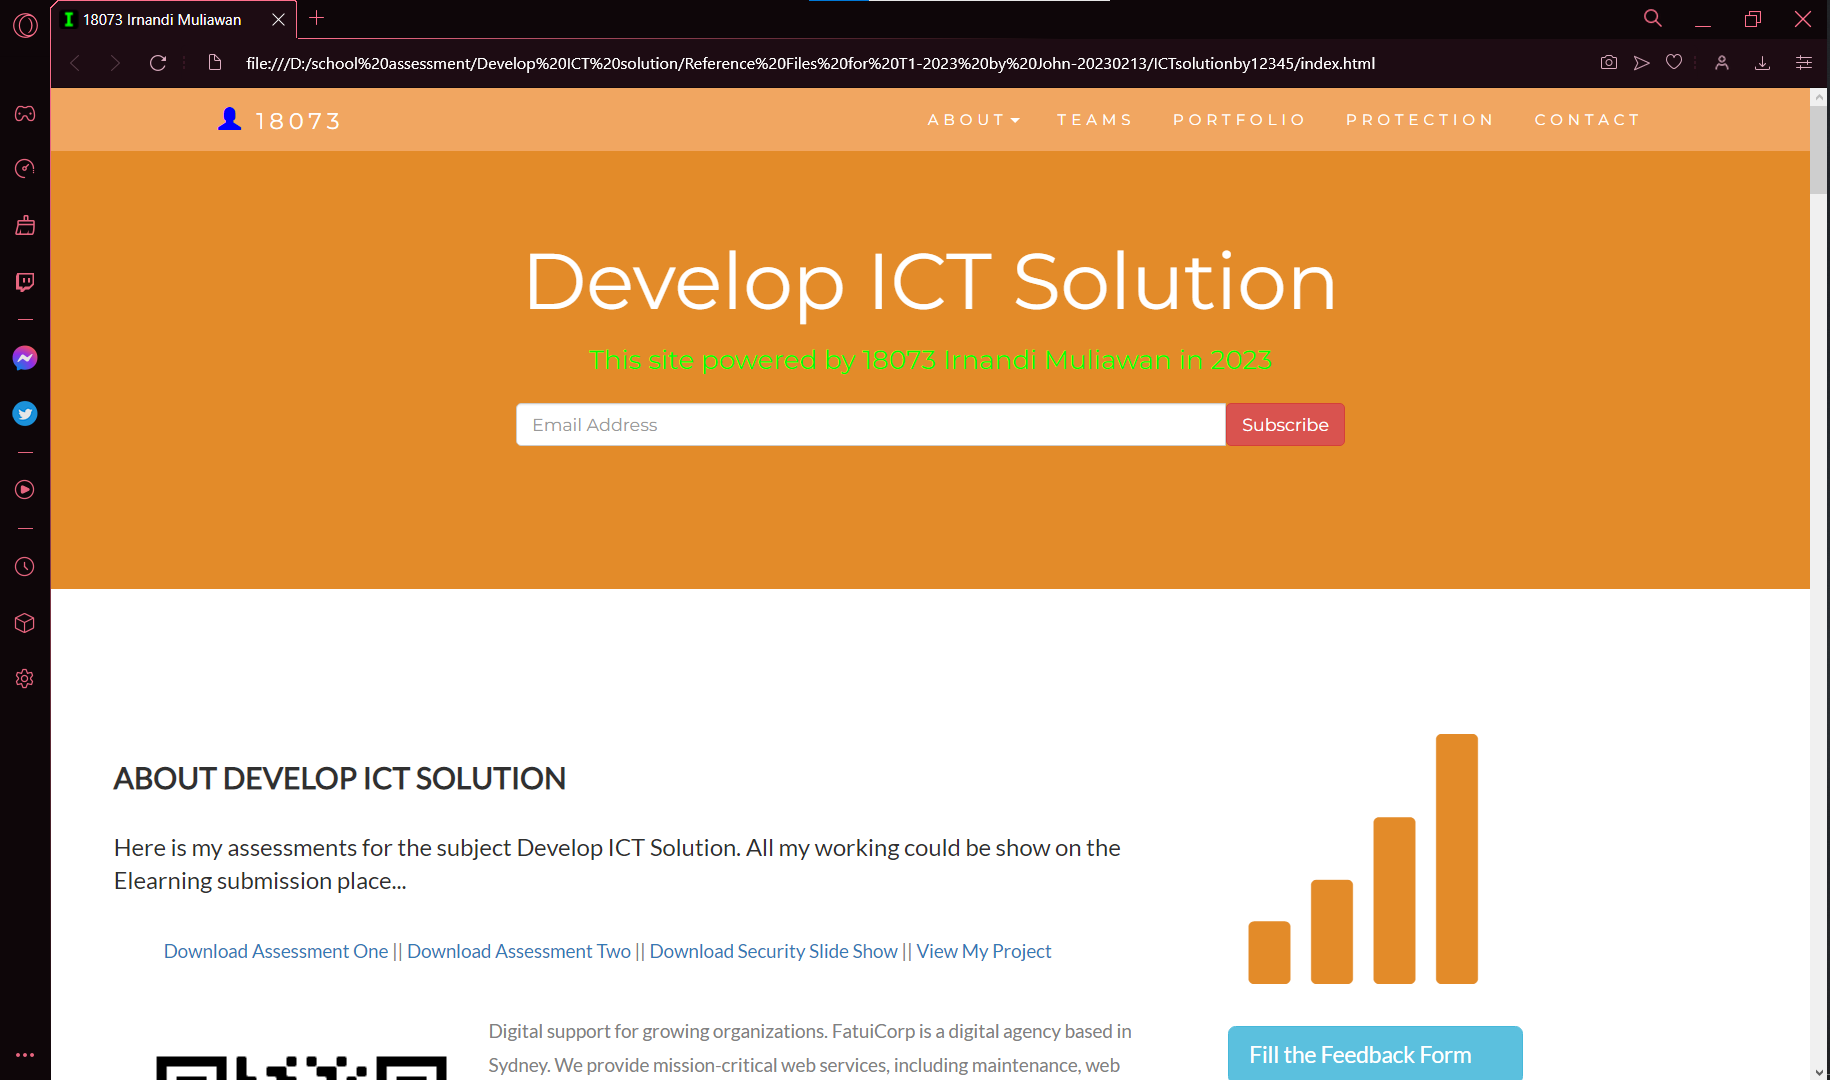 18073 Irnandi Muliawan
file:///D:/school%20assessment/Develop%20ICT%20solution/Reference%20Files%20for%20T1-2023%20by%20John-20230213/ICTsolutionby12345/index.html
18073
ABOUT TEAMS PORTFOLIO PROTECTION CONTACT
Develop ICT Solution
This site powered by 18073 Irnandi Muliawan in 2023
Email Address Subscribe
ABOUT DEVELOP ICT SOLUTION
Here is my assessments for the subject Develop ICT Solution. All my working could be show on the
Elearning submission place...
Download Assessment One || Download Assessment Two || Download Security Slide Show || View My Project
Digital support for growing organizations. FatuiCorp is a digital agency based in
Sydney. We provide mission-critical web services, including maintenance, web
Fill the Feedback Form